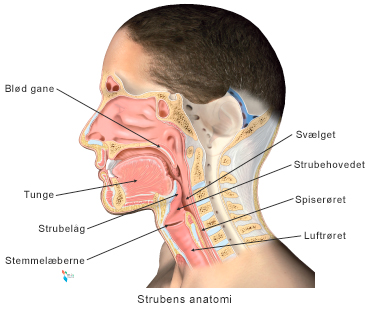 Blød gane
Svælget
Strubehovedet
Tunge
Spiserøret
Strubelåg
Luftrøret
Stemmelæberne
Strubens anatomi